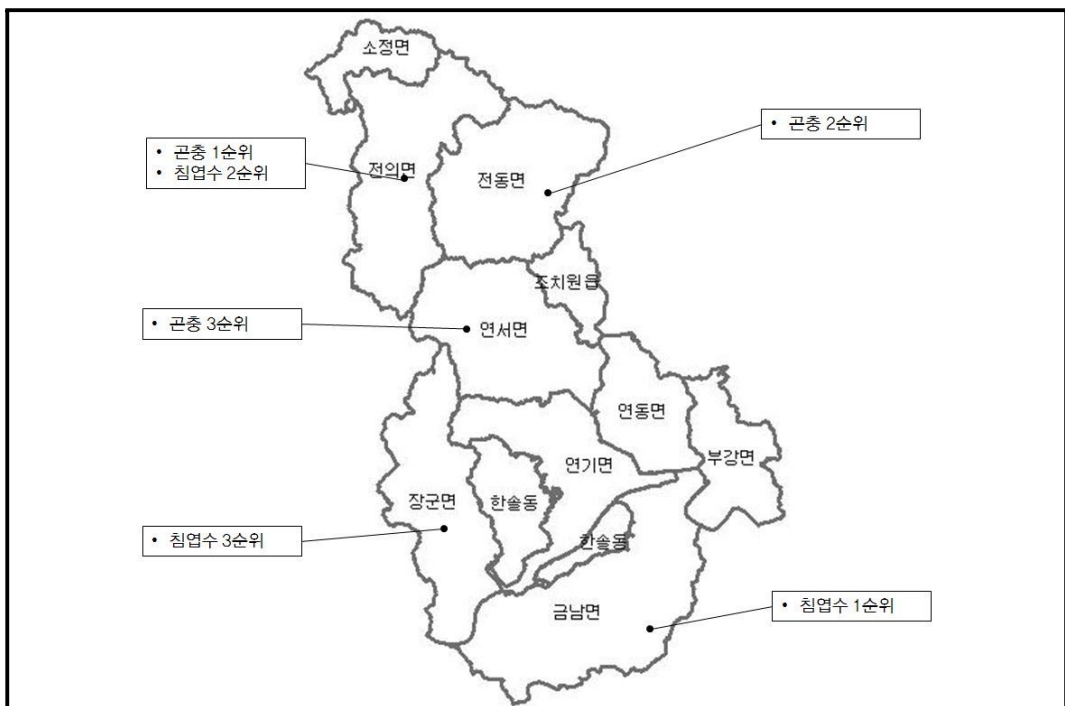 소정면
• 곤충 2순위
• 곤충 1순위
• 침엽수 2순위
전의면
전동면
조치원읍
• 곤충 3순위
연서면
연동면
부강면
연기면
장군면
한솔동
• 침엽수 3순위
한솔동
금남면
• 침엽수 1순위